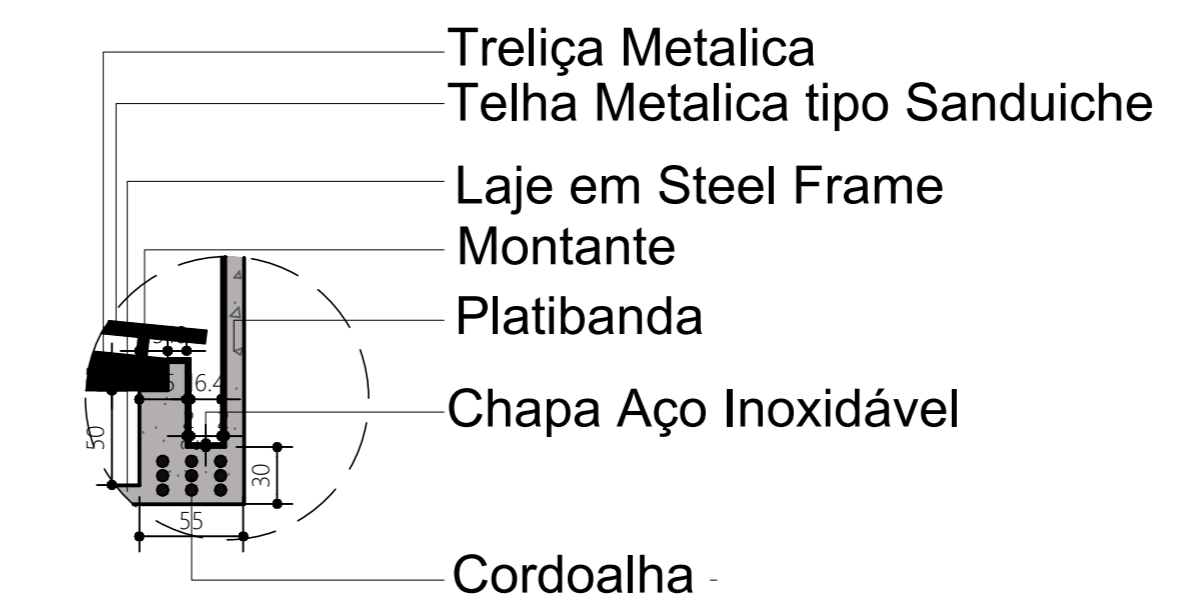 Treliça Metalica
Telha Metalica tipo Sanduiche
Laje em Steel Frame
Montante
Platibanda
6.4
Chapa Aço Inoxidável
50
30
55
Cordoalha -